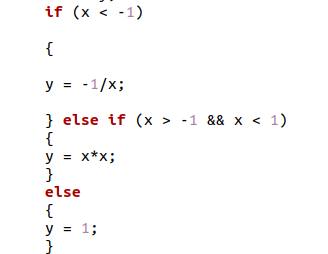 if (x < -1)
{
y = -1/x;
} else if (x > -1 && x < 1)
{
y = x*x;
}
else
{
y = 1;
}